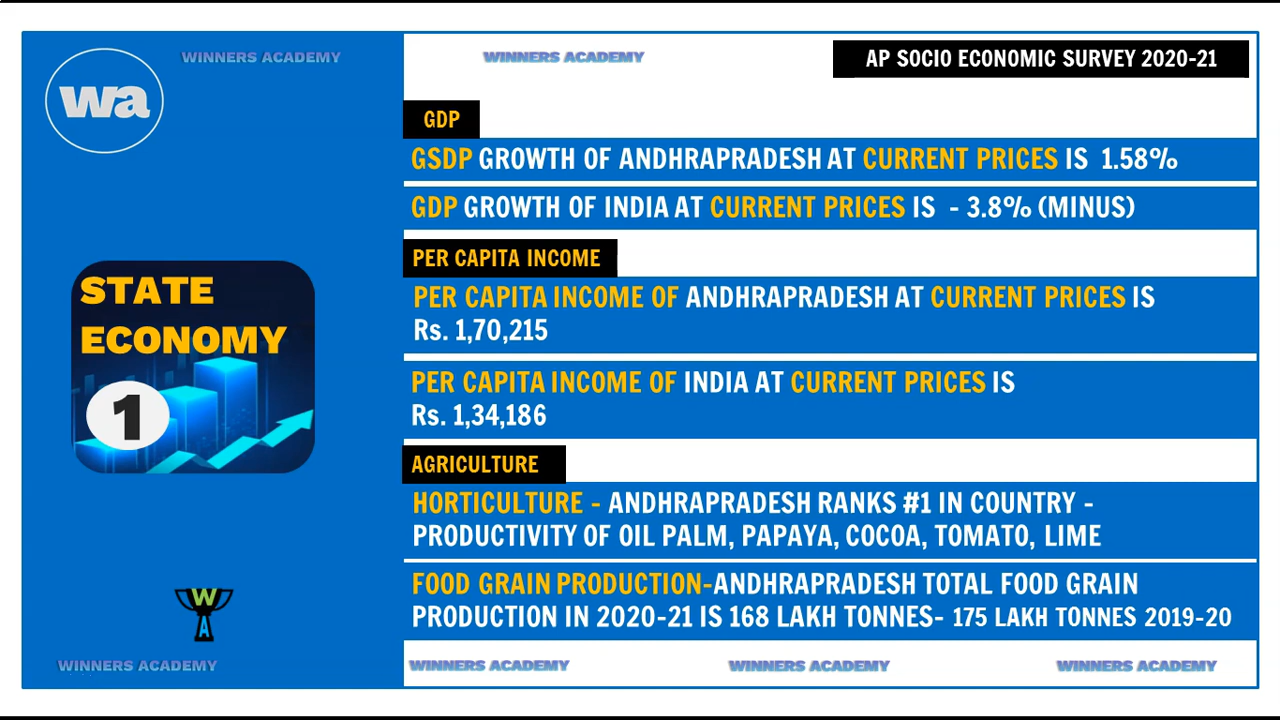 WINNERS ACADEMY
WINNERS ACADEMY
AP SOCIO ECONOMIC SURVEY 2020-21
wa
GDP
GSDP GROWTH OF ANDHRAPRADESH AT CURRENT PRICES IS 1.58%
GDP GROWTH OF INDIA AT CURRENT PRICES IS - 3.8% (MINUS)
PER CAPITA INCOME
PER CAPITA INCOME OF ANDHRAPRADESH AT CURRENT PRICES IS
Rs. 1,70,215
PER CAPITA INCOME OF INDIA AT CURRENT PRICES IS
Rs. 1,34,186
STATE
ECONOMY
1
AGRICULTURE
HORTICULTURE - ANDHRAPRADESH RANKS #1 IN COUNTRY -
PRODUCTIVITY OF OIL PALM, PAPAYA, COCOA, TOMATO, LIME
FOOD GRAIN PRODUCTION-ANDHRAPRADESH TOTAL FOOD GRAIN
PRODUCTION IN 2020-21 IS 168 LAKH TONNES- 175 LAKH TONNES 2019-20
W
A
WINNERS ACADEMY
WINNERS ACADEMY
WINNERS ACADEMY
WINNERS ACADEMY